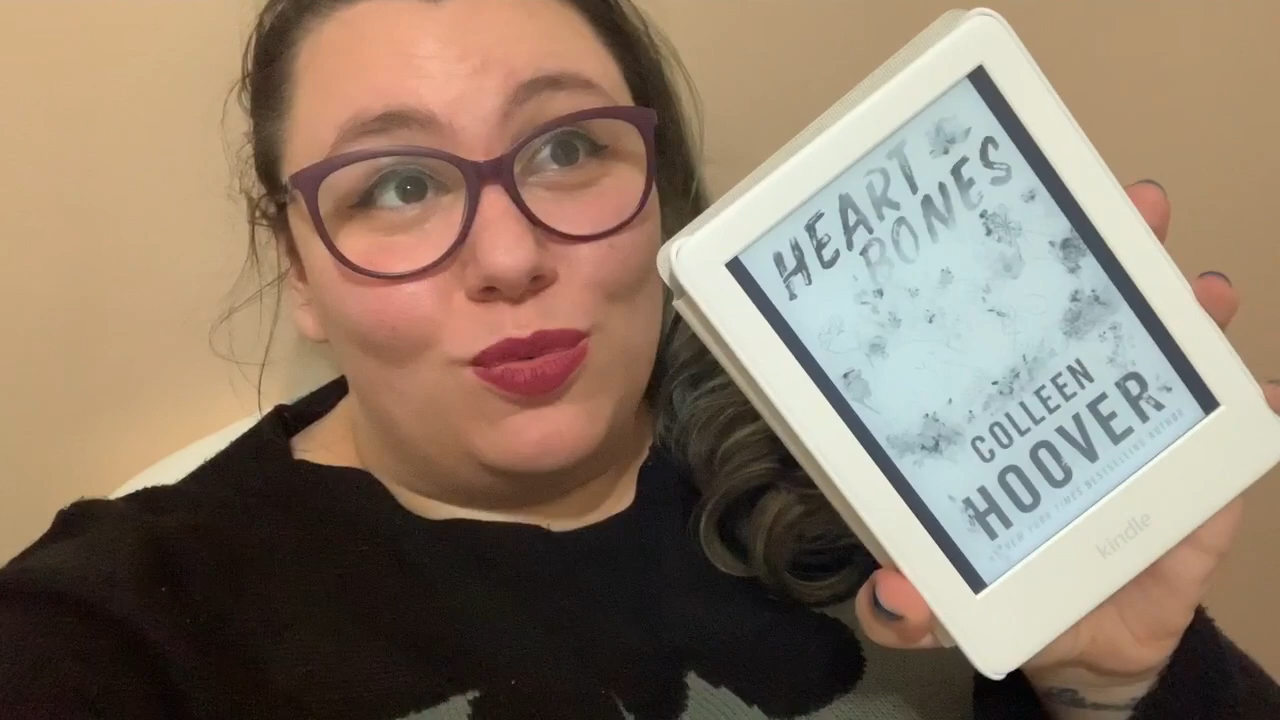 HEART
BONES
COLLEEN
HOOVER
#1 NEW YORK TIMES BESTSELLING AUTHOR
kindle